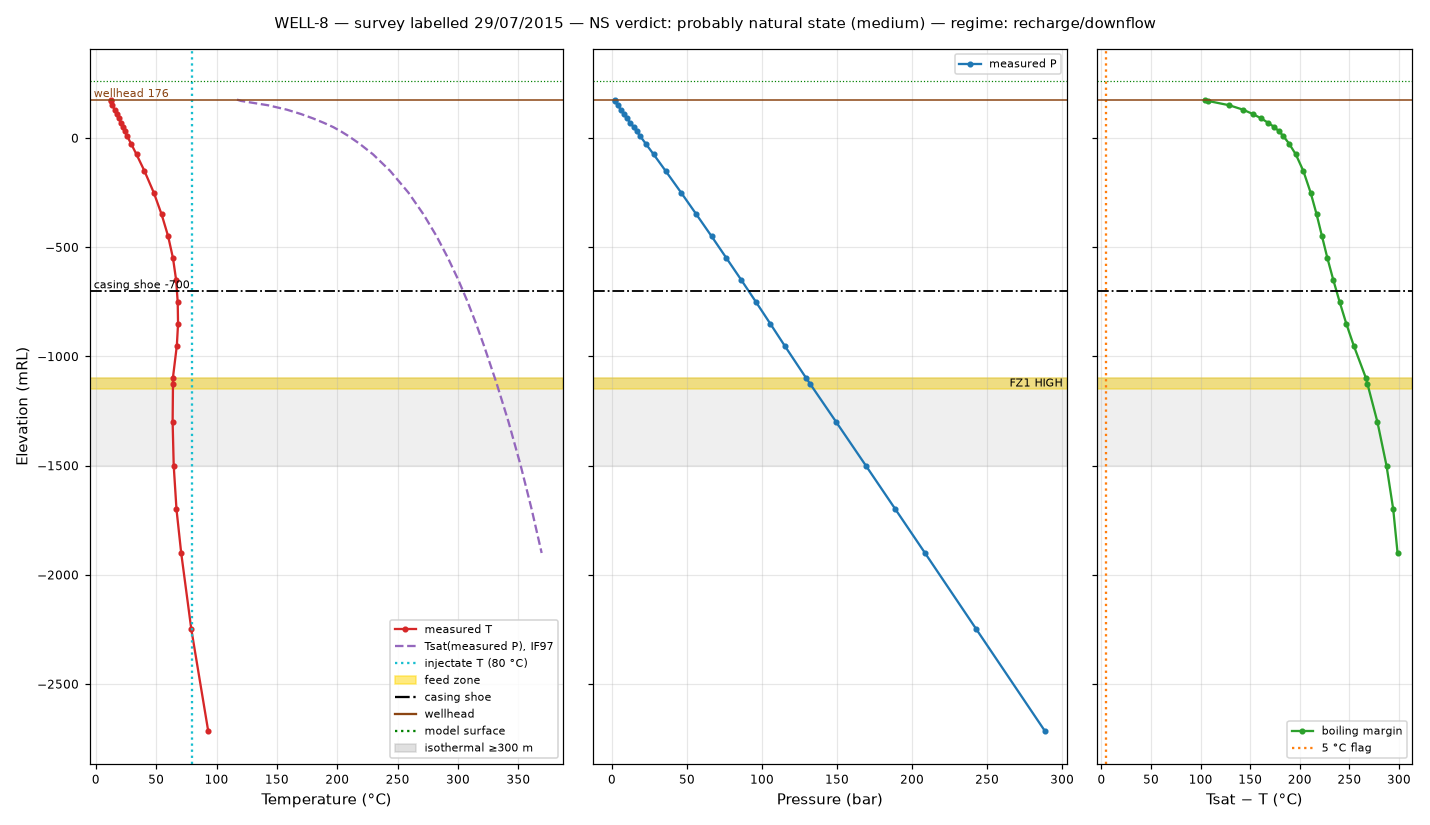 WELL-8 — survey labelled 29/07/2015 — NS verdict: probably natural state (medium) — regime: recharge/downflow
Elevation (mRL)
0
−500
−1000
−1500
−2000
−2500
wellhead 176
casing shoe -700
measured T
Tsat(measured P), IF97
injectate T (80 °C)
feed zone
casing shoe
wellhead
model surface
isothermal ≥300 m
0 50 100 150 200 250 300 350
Temperature (°C)
measured P
FZ1 HIGH
0 50 100 150 200 250 300
Pressure (bar)
boiling margin
5 °C flag
0 50 100 150 200 250 300
Tsat − T (°C)